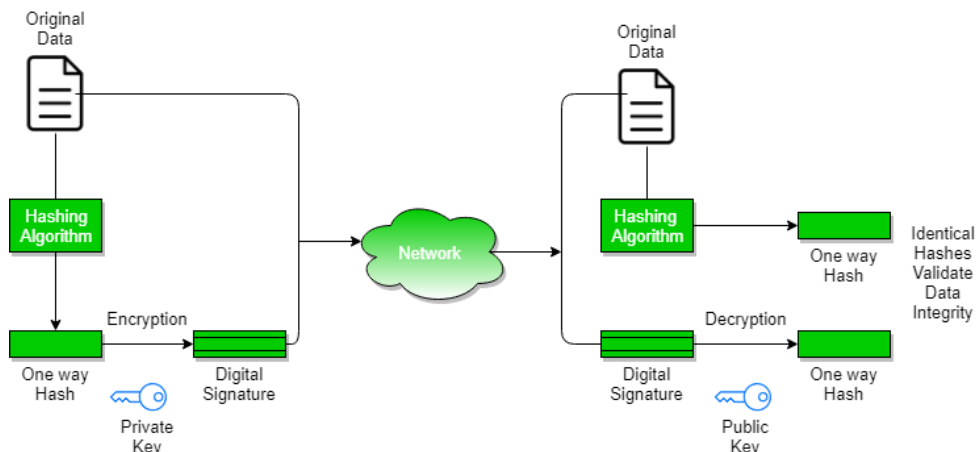 Original
Data
Hashing
Algorithm
Encryption
One way
Hash
Digital
Signature
Private
Key
Network
Original
Data
Hashing
Algorithm
One way
Hash
Identical
Hashes
Validate
Data
Integrity
Decryption
Digital
Signature
One way
Hash
Public
Key